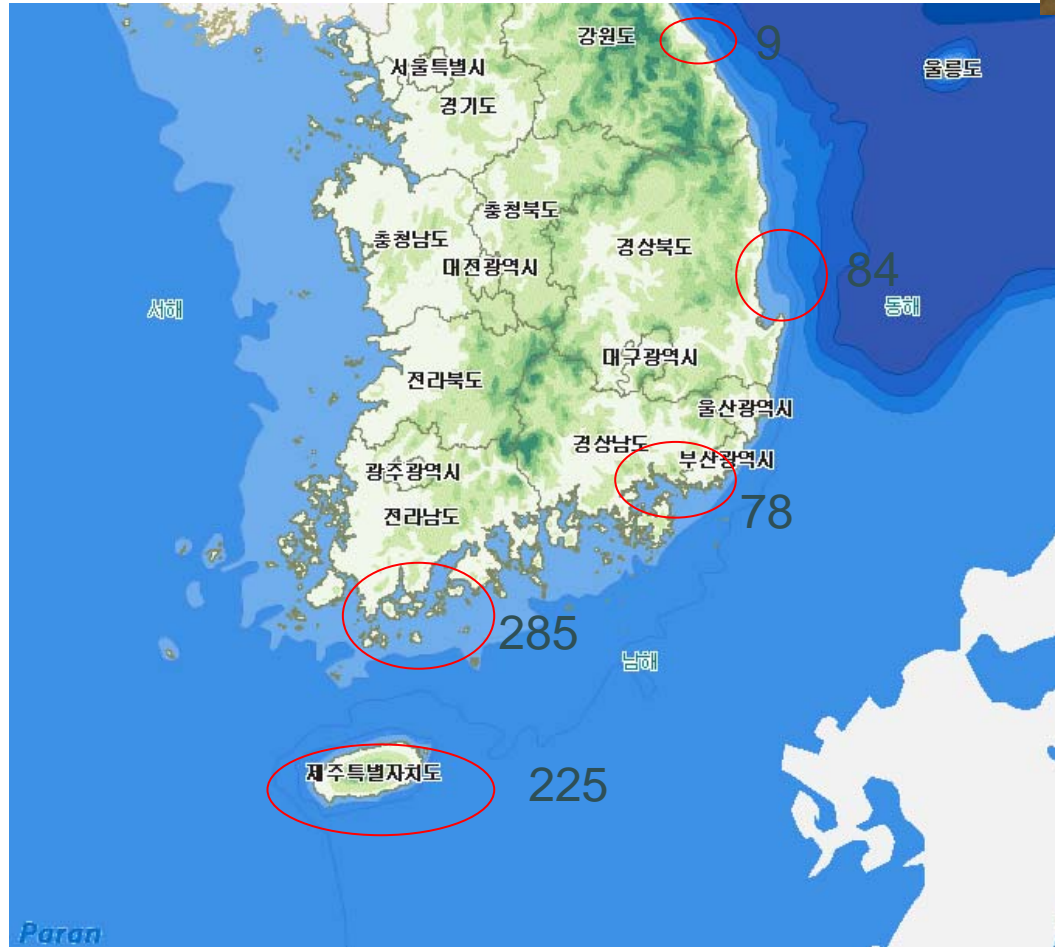 강원도
9
울릉도
서울특별시
경기도
충청북도
충청남도
경상북도
대전광역시
84
서해
동해
대구광역시
전라북도
울산광역시
경상남도
부산광역시
광주광역시
78
전라남도
285
남해
제주특별자치도
225
Paran